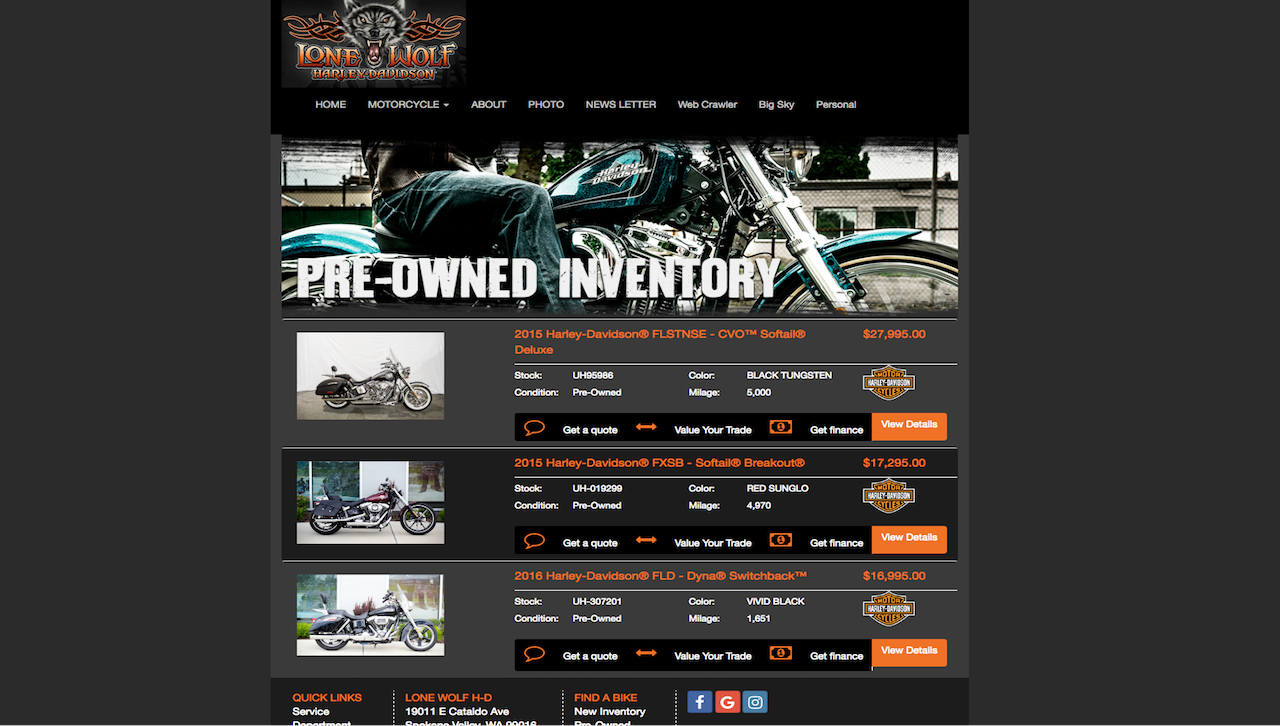 LONE WOLF
HARLEY-DAVIDSON
HOME MOTORCYCLE ABOUT PHOTO NEWS LETTER Web Crawler Big Sky Personal
Harley-
Davidson
PRE-OWNED INVENTORY
2015 Harley-Davidson® FLSTNSE - CVO™ Softail® $27,995.00
Deluxe
Stock: UH95986 Color: BLACK TUNGSTEN
Condition: Pre-Owned Milage: 5,000
MOTOR
HARLEY-DAVIDSON
CYCLES
Get a quote Value Your Trade Get finance View Details
2015 Harley-Davidson® FXSB - Softail® Breakout® $17,295.00
Stock: UH-019299 Color: RED SUNGLO
Condition: Pre-Owned Milage: 4,970
MOTOR
HARLEY-DAVIDSON
CYCLES
Get a quote Value Your Trade Get finance View Details
2016 Harley-Davidson® FLD - Dyna® Switchback™ $16,995.00
Stock: UH-307201 Color: VIVID BLACK
Condition: Pre-Owned Milage: 1,651
MOTOR
HARLEY-DAVIDSON
CYCLES
Get a quote Value Your Trade Get finance View Details
QUICK LINKS LONE WOLF H-D FIND A BIKE
Service 19011 E Cataldo Ave New Inventory
Department Spokane Valley, WA 99016 Pre-Owned